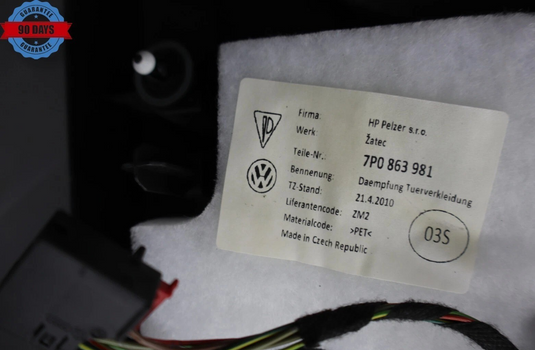 GUARANTEE
90 DAYS
GUARANTEE
Firma: HP Pelzer s.r.o.
Werk: Žatec
Teile-Nr.: 7P0 863 981
Bennenung: Daempfung Tuerverkleidung
TZ-Stand: 21.4.2010
Liferantencode: ZM2
Materialcode: >PET<
Made in Czech Republic
03S